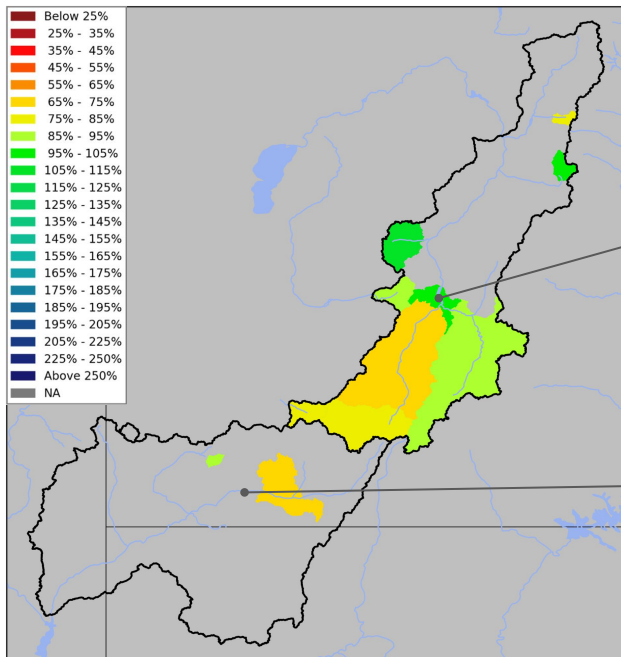 Below 25%
25% - 35%
35% - 45%
45% - 55%
55% - 65%
65% - 75%
75% - 85%
85% - 95%
95% - 105%
105% - 115%
115% - 125%
125% - 135%
135% - 145%
145% - 155%
155% - 165%
165% - 175%
175% - 185%
185% - 195%
195% - 205%
205% - 225%
225% - 250%
Above 250%
NA